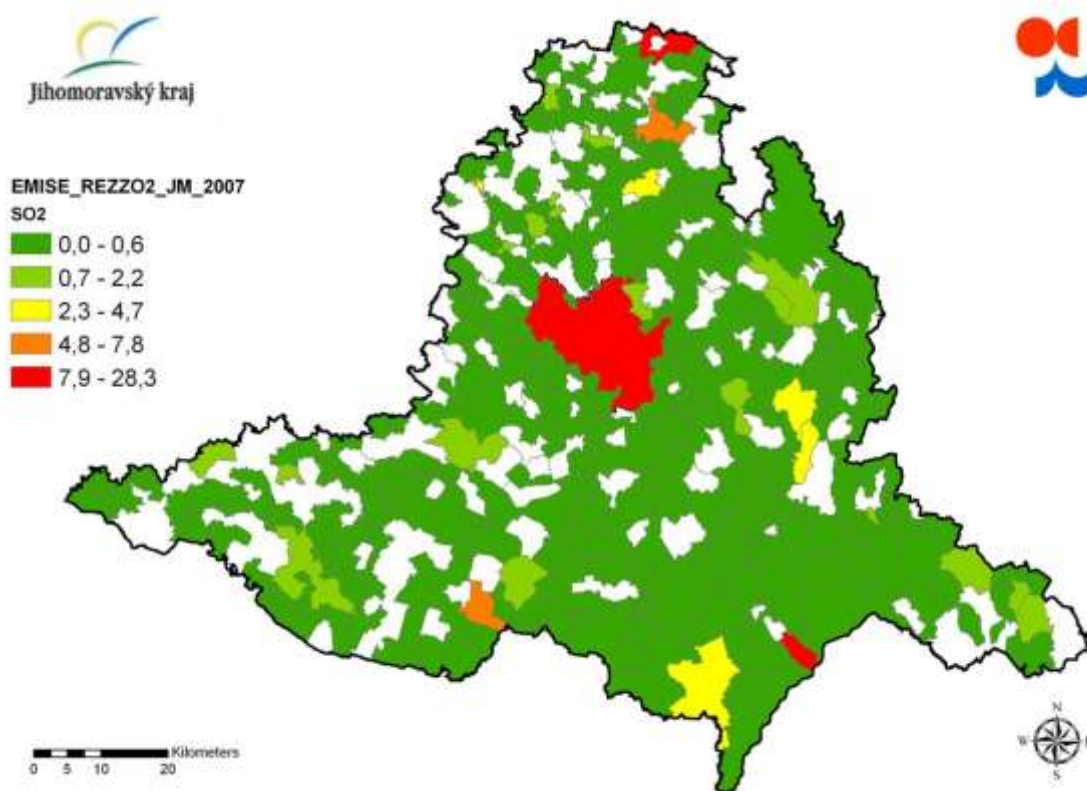 Jihomoravský kraj
EMISE_REZZO2_JM_2007
SO2
0,0 - 0,6
0,7 - 2,2
2,3 - 4,7
4,8 - 7,8
7,9 - 28,3
N
W
S
Kilometers
0 5 10 20